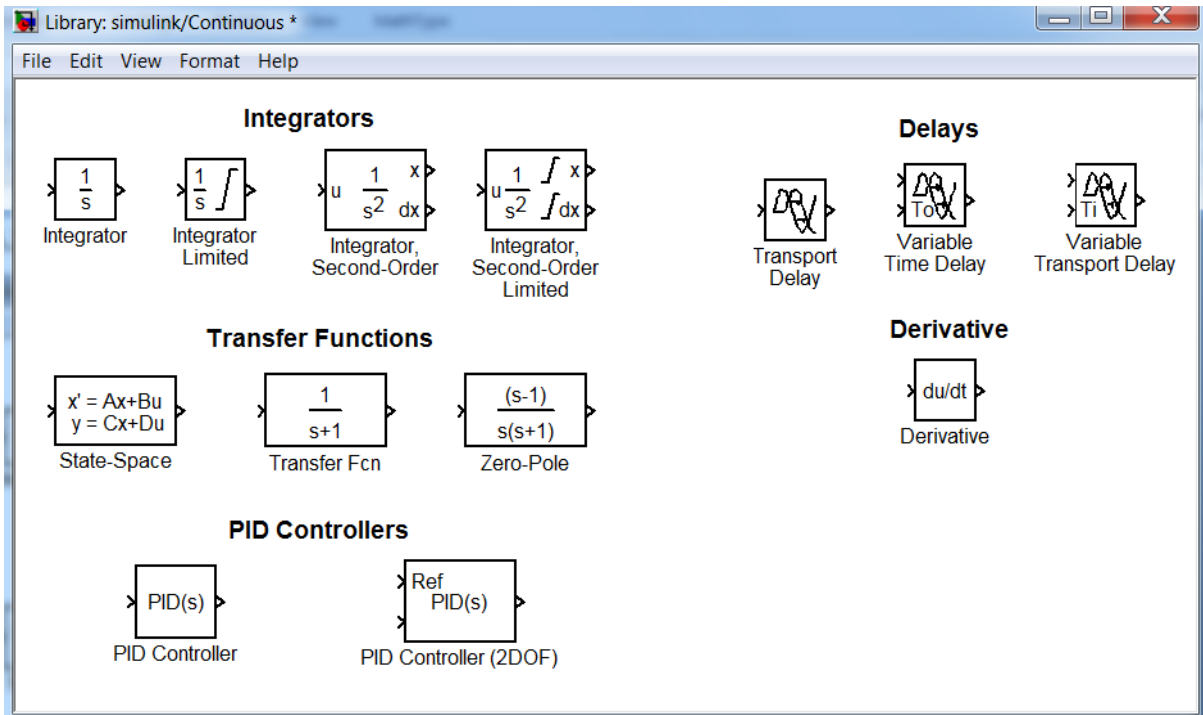 Library: simulink/Continuous *
File Edit View Format Help
Integrators
1
s
Integrator
1
s
Integrator
Limited
u 1 x
s2 dx
Integrator,
Second-Order
u 1 x
s2 dx
Integrator,
Second-Order
Limited
Delays
Transport
Delay
To
Variable
Time Delay
Ti
Variable
Transport Delay
Transfer Functions
x' = Ax+Bu
y = Cx+Du
State-Space
1
s+1
Transfer Fcn
(s-1)
s(s+1)
Zero-Pole
Derivative
du/dt
Derivative
PID Controllers
PID(s)
PID Controller
Ref
PID(s)
PID Controller (2DOF)